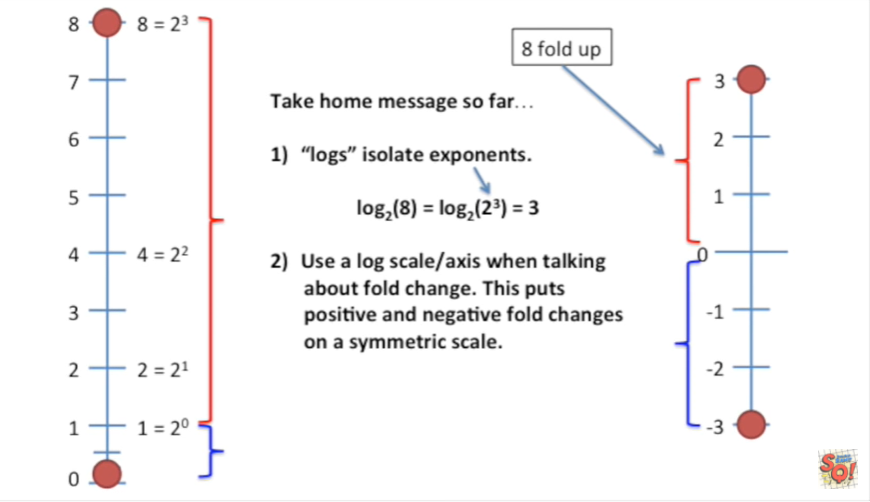 8
8 = 2³
7
6
5
4
4 = 2²
3
2
2 = 2¹
1
1 = 2⁰
0
8 fold up
Take home message so far…
1) “logs” isolate exponents.
log₂(8) = log₂(2³) = 3
2) Use a log scale/axis when talking
about fold change. This puts
positive and negative fold changes
on a symmetric scale.
3
2
1
0
-1
-2
-3
SO!